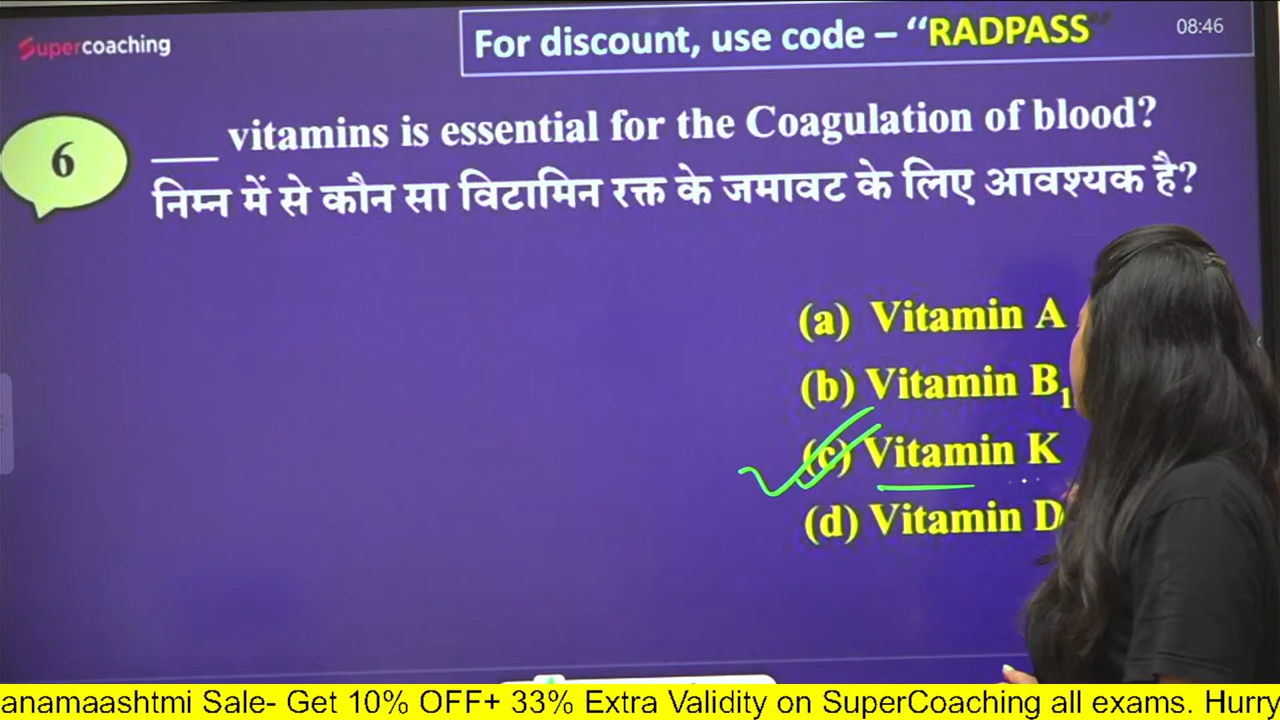 Supercoaching
For discount, use code – “RADPASS”
08:46
6
____ vitamins is essential for the Coagulation of blood?
निम्न में से कौन सा विटामिन रक्त के जमावट के लिए आवश्यक है?
(a) Vitamin A
(b) Vitamin B1
(c) Vitamin K
(d) Vitamin D
anamaashtmi Sale- Get 10% OFF+ 33% Extra Validity on SuperCoaching all exams. Hurry